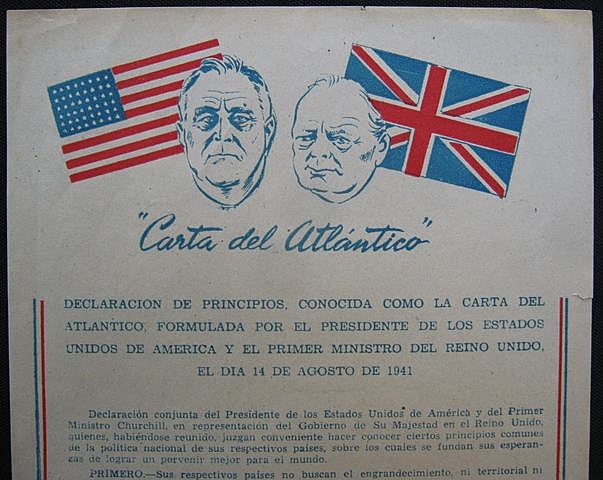 "Carta del Atlántico"
DECLARACION DE PRINCIPIOS, CONOCIDA COMO LA CARTA DEL
ATLANTICO, FORMULADA POR EL PRESIDENTE DE LOS ESTADOS
UNIDOS DE AMERICA Y EL PRIMER MINISTRO DEL REINO UNIDO,
EL DIA 14 DE AGOSTO DE 1941
Declaración conjunta del Presidente de los Estados Unidos de América y del Primer
Ministro Churchill, en representación del Gobierno de Su Majestad en el Reino Unido,
quienes, habiéndose reunido, juzgan conveniente hacer conocer ciertos principios comunes
de la política nacional de sus respectivos países, sobre los cuales se fundan sus esperan-
zas de lograr un porvenir mejor para el mundo.
PRIMERO.—Sus respectivos países no buscan el engrandecimiento, ni territorial ni